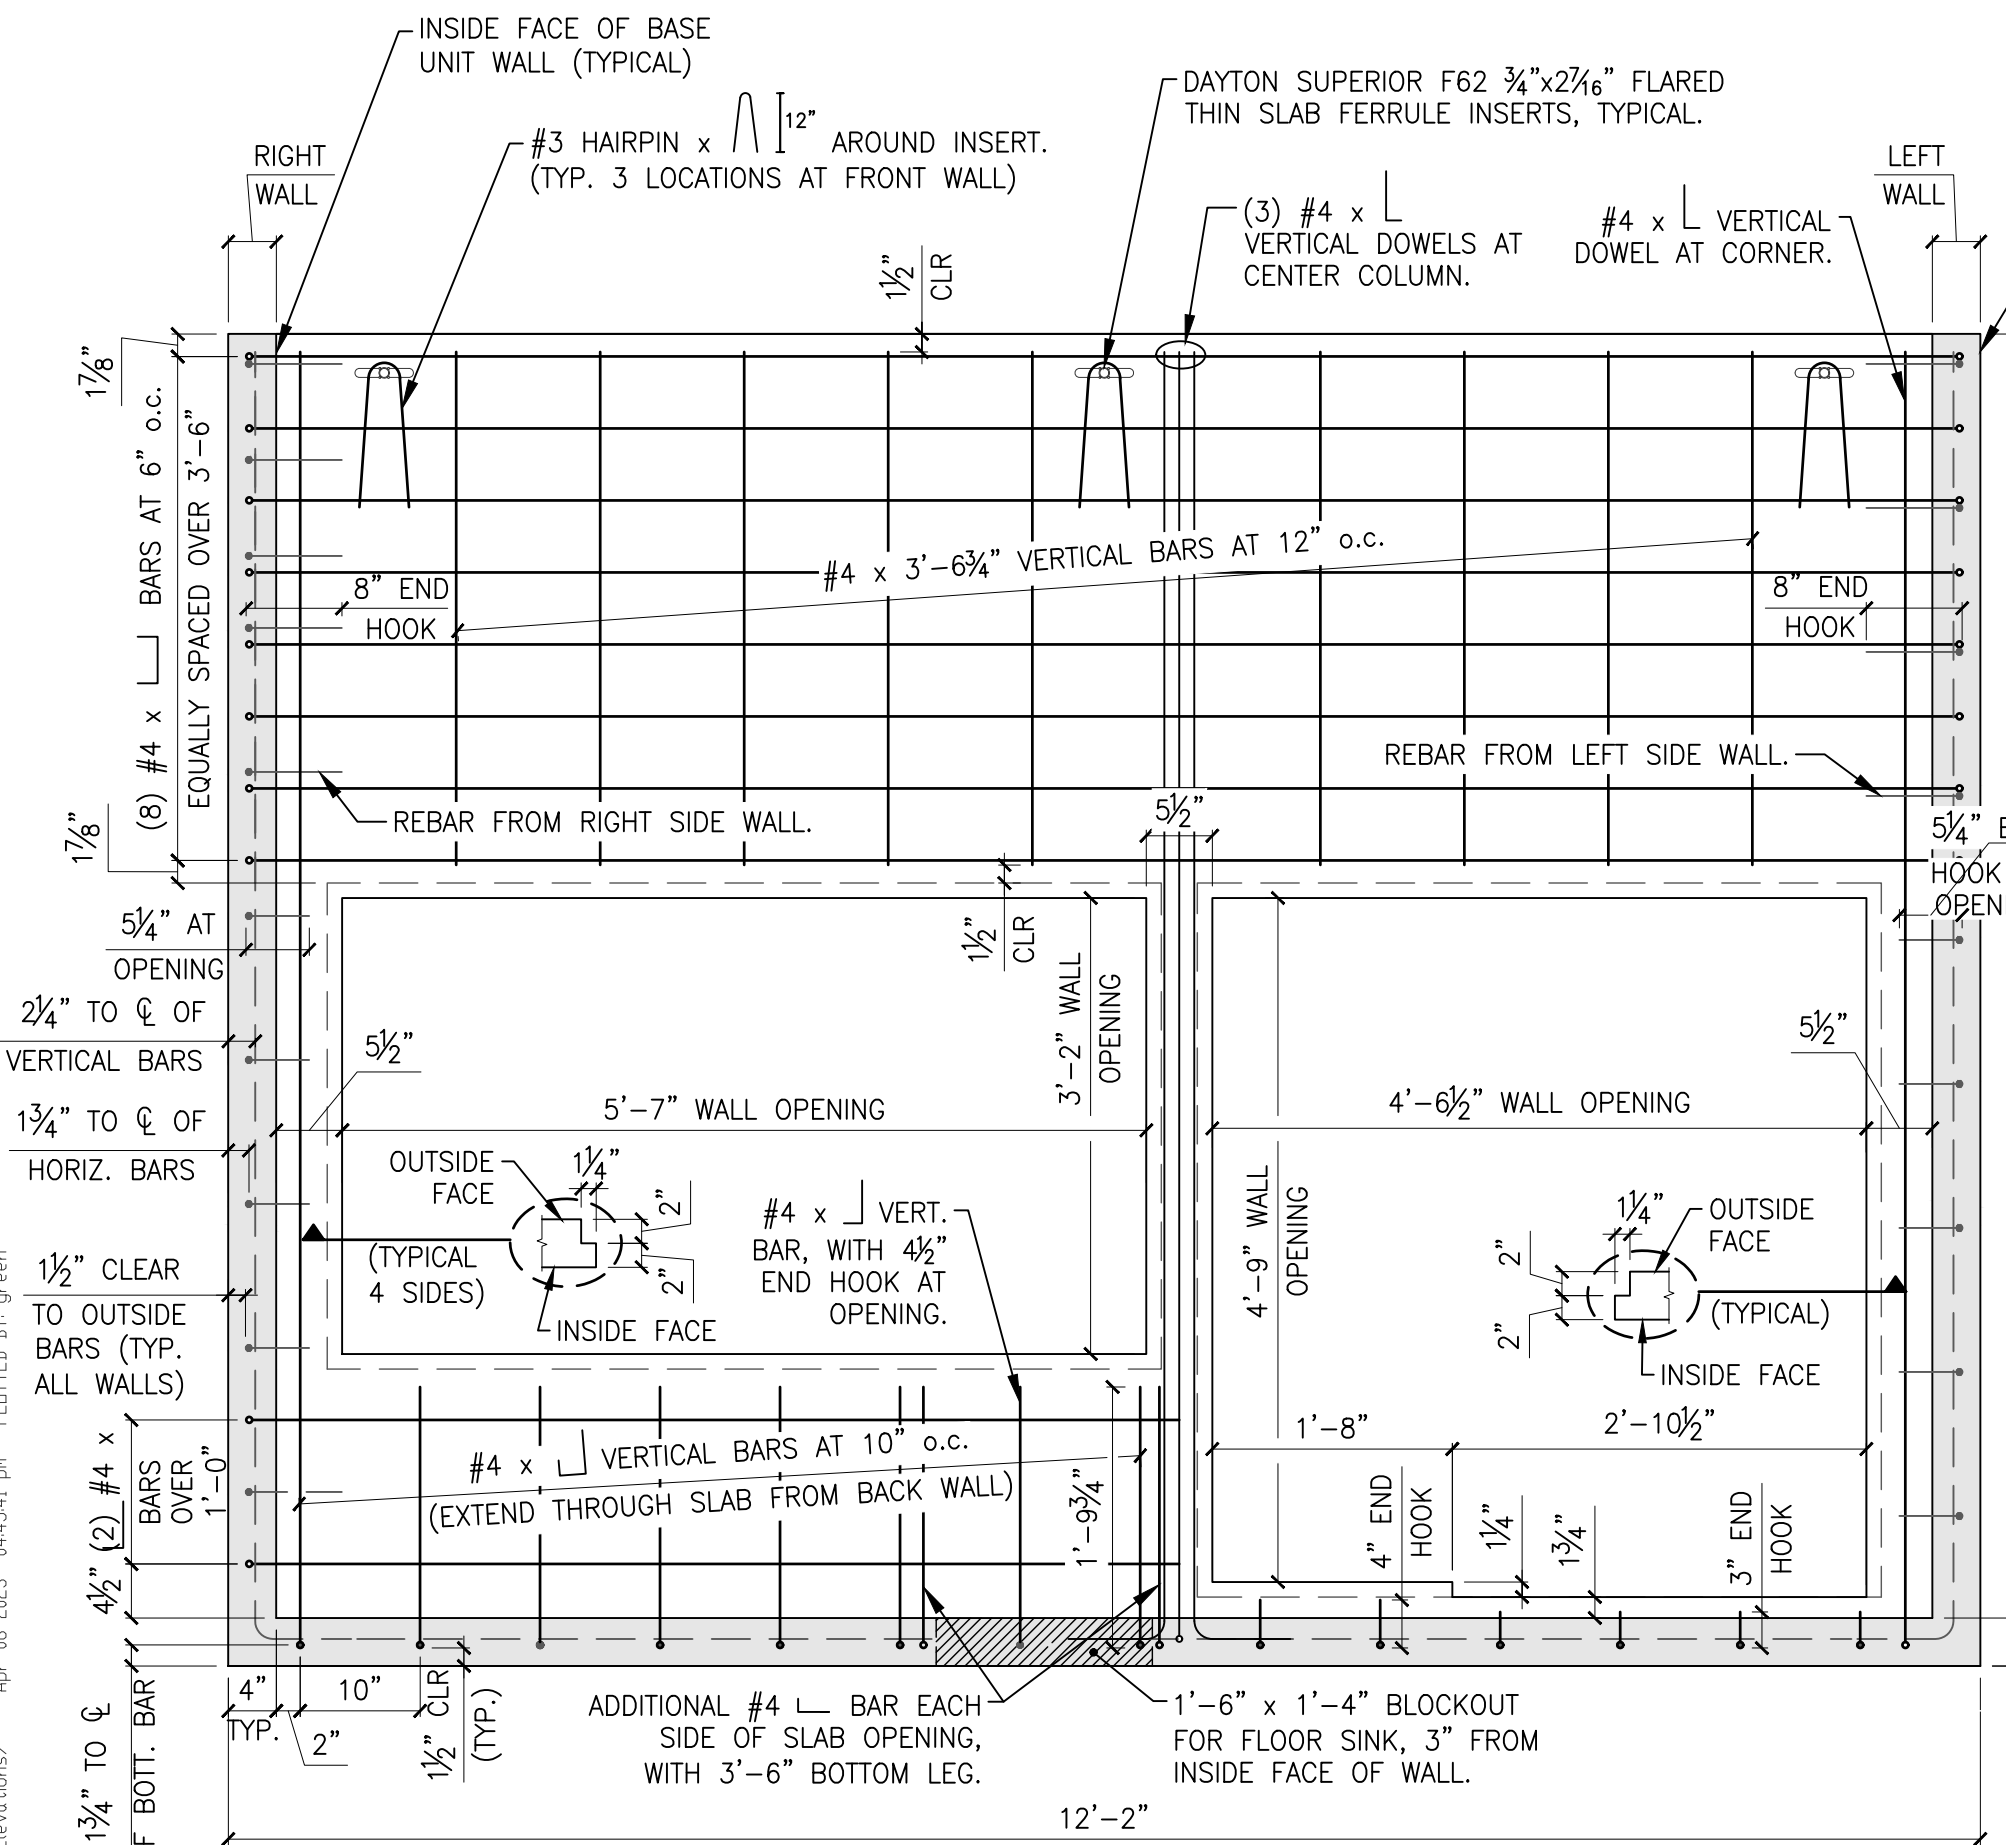 INSIDE FACE OF BASE
UNIT WALL (TYPICAL)
#3 HAIRPIN x 12" AROUND INSERT.
(TYP. 3 LOCATIONS AT FRONT WALL)
DAYTON SUPERIOR F62 ¾"x2⁷⁄₁₆" FLARED
THIN SLAB FERRULE INSERTS, TYPICAL.
RIGHT
WALL
LEFT
WALL
(3) #4 x
VERTICAL DOWELS AT
CENTER COLUMN.
#4 x VERTICAL
DOWEL AT CORNER.
1½"
CLR
1⅞"
(8) #4 x BARS AT 6" o.c.
EQUALLY SPACED OVER 3'-6"
1⅞"
#4 x 3'-6¾" VERTICAL BARS AT 12" o.c.
8" END
HOOK
8" END
HOOK
REBAR FROM LEFT SIDE WALL.
REBAR FROM RIGHT SIDE WALL.
5½"
5¼"
HOOK
5¼" AT
OPENING
1½"
CLR
2¼" TO ℄ OF
VERTICAL BARS
5½"
3'-2" WALL
OPENING
5½"
1¾" TO ℄ OF
HORIZ. BARS
5'-7" WALL OPENING
4'-6½" WALL OPENING
OUTSIDE
FACE
1¼"
2"
2"
(TYPICAL
4 SIDES)
INSIDE FACE
#4 x VERT.
BAR, WITH 4½"
END HOOK AT
OPENING.
4'-9" WALL
OPENING
1¼"
OUTSIDE
FACE
2"
2"
(TYPICAL)
INSIDE FACE
1½" CLEAR
TO OUTSIDE
BARS (TYP.
ALL WALLS)
(2) #4 x
BARS
OVER
1'-0"
4½"
#4 x VERTICAL BARS AT 10" o.c.
(EXTEND THROUGH SLAB FROM BACK WALL)
1'-9¾"
1'-8"
2'-10½"
4" END
HOOK
1¼"
1¾"
3" END
HOOK
4"
TYP.
2"
10"
1½" CLR
(TYP.)
1¾" TO ℄
BOTT. BAR
ADDITIONAL #4 BAR EACH
SIDE OF SLAB OPENING,
WITH 3'-6" BOTTOM LEG.
1'-6" x 1'-4" BLOCKOUT
FOR FLOOR SINK, 3" FROM
INSIDE FACE OF WALL.
12'-2"